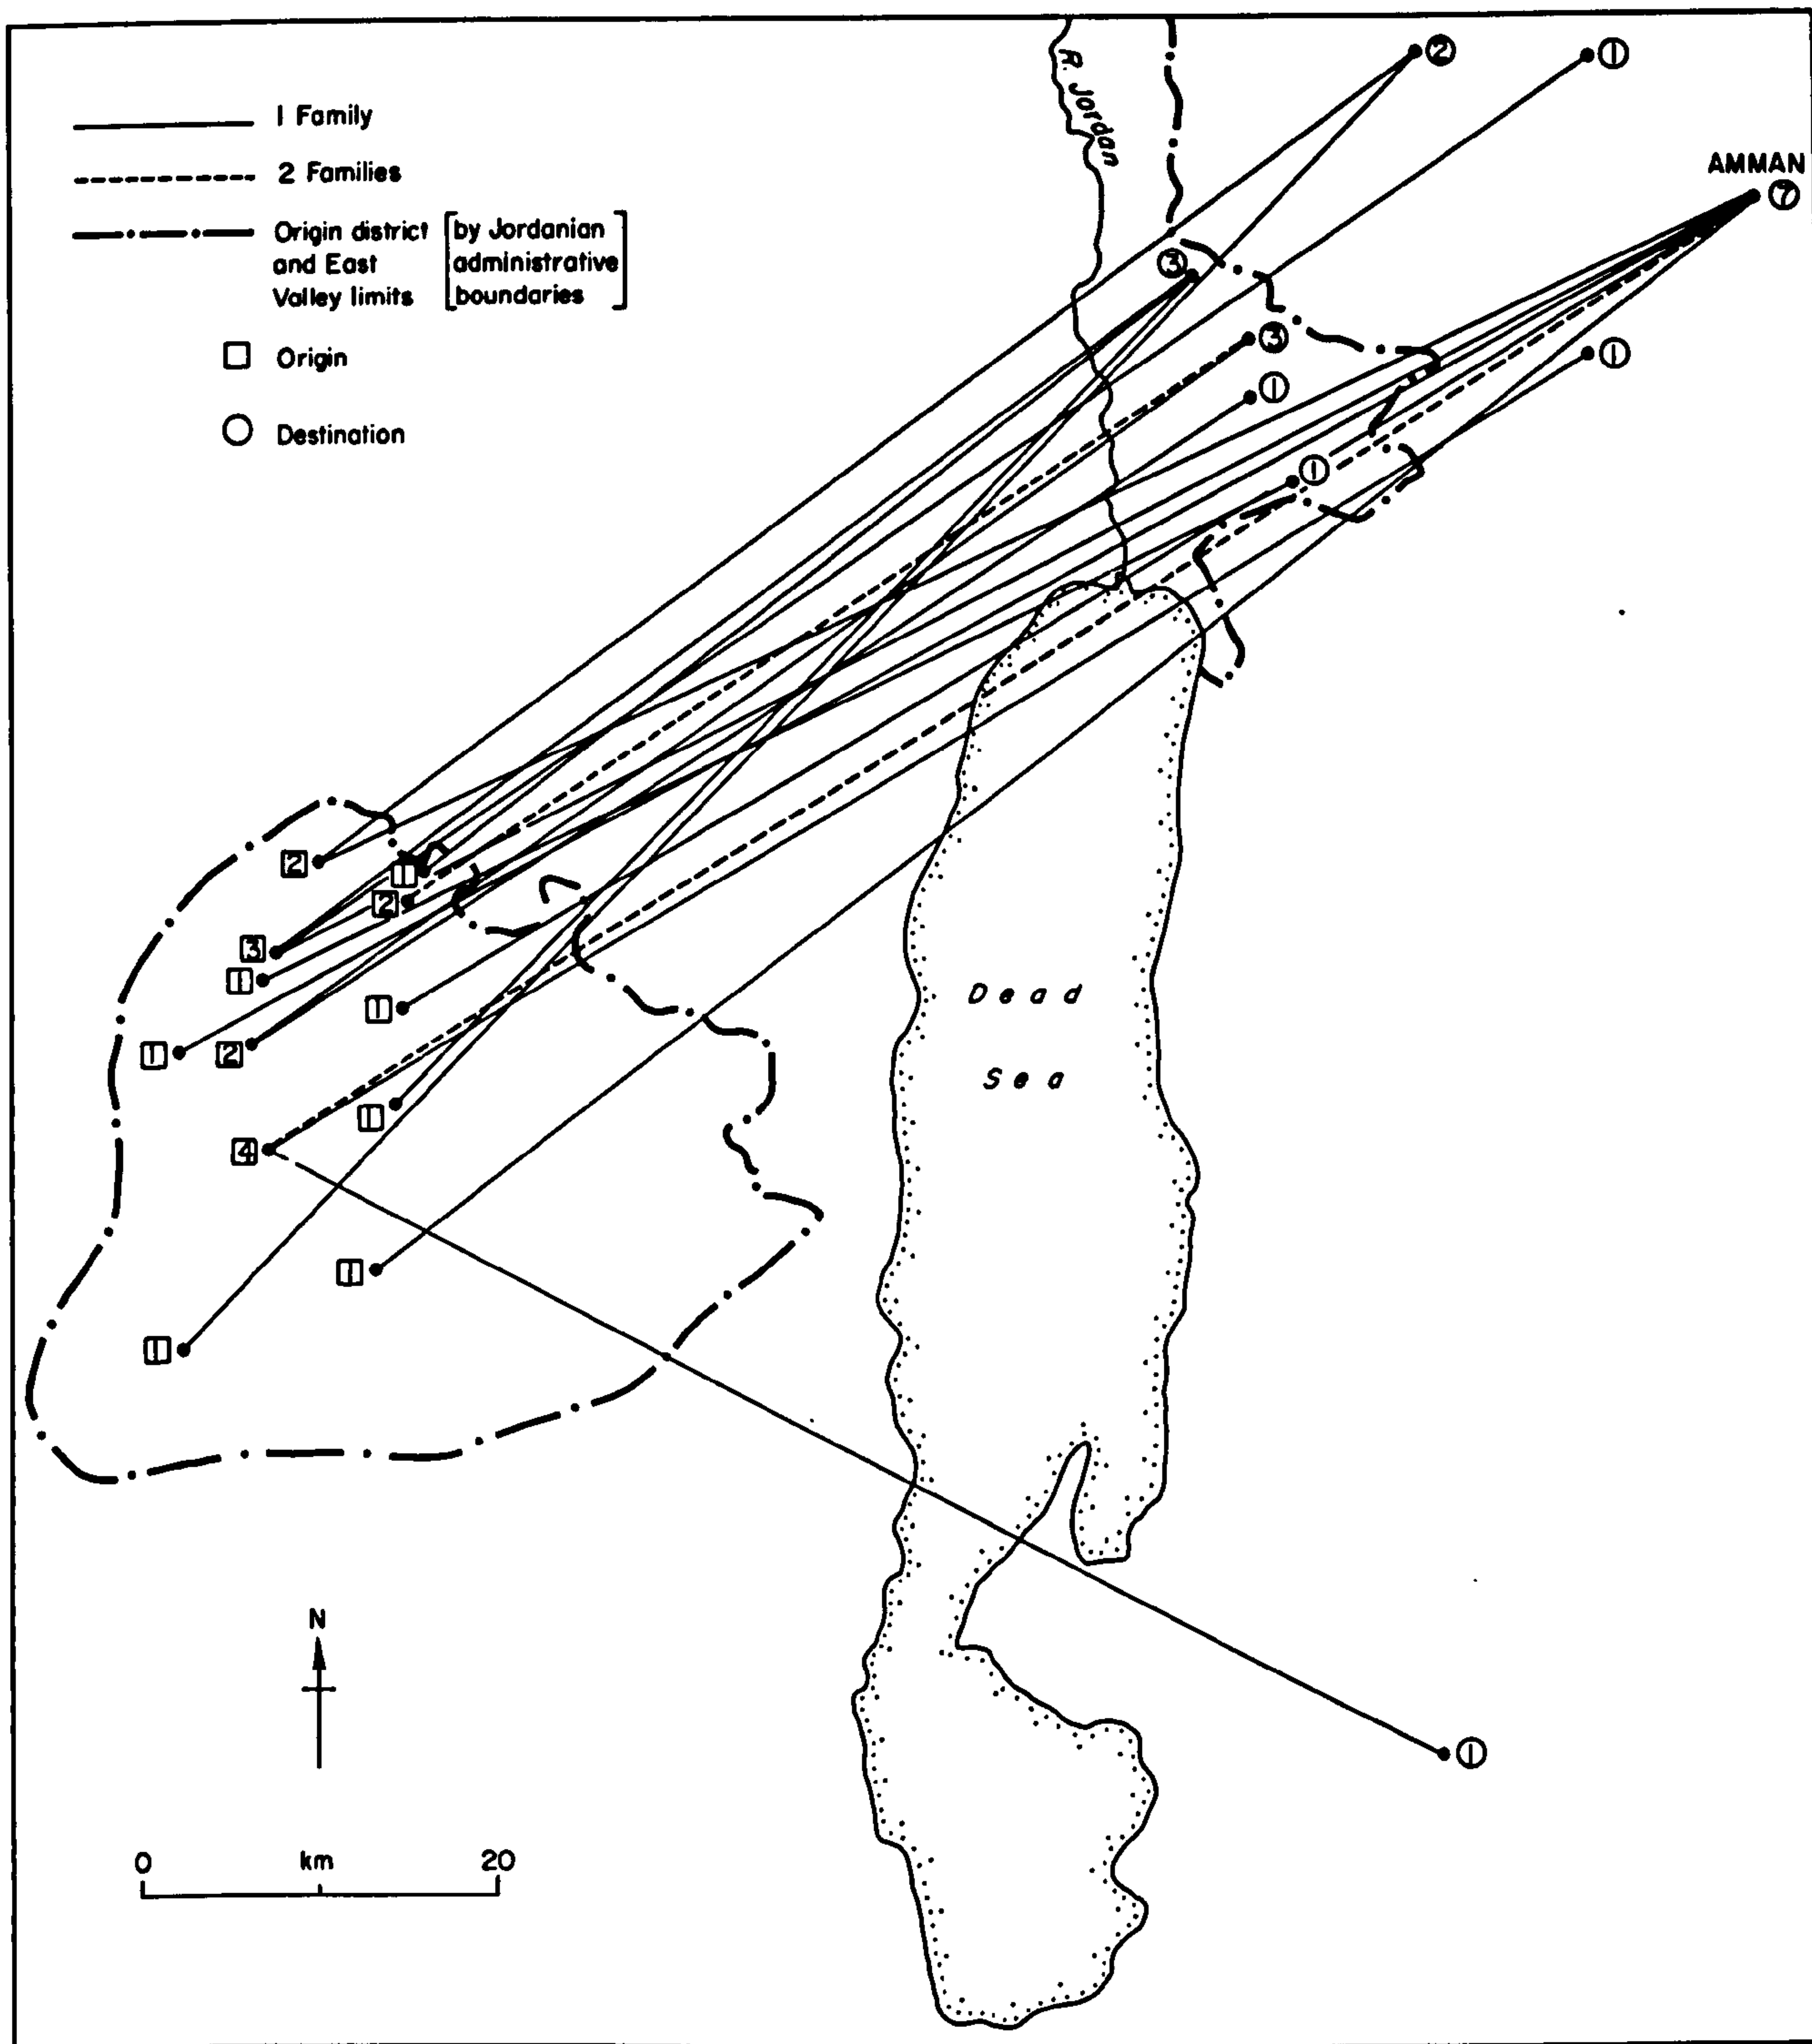 1 Family
2 Families
Origin district [by Jordanian
and East administrative
Valley limits boundaries]
Origin
Destination
R. Jordan
2
1
AMMAN
7
3
3
1
1
1
2
1
2
3
1
1
1
2
1
4
1
1
Dead
Sea
1
N
0 km 20